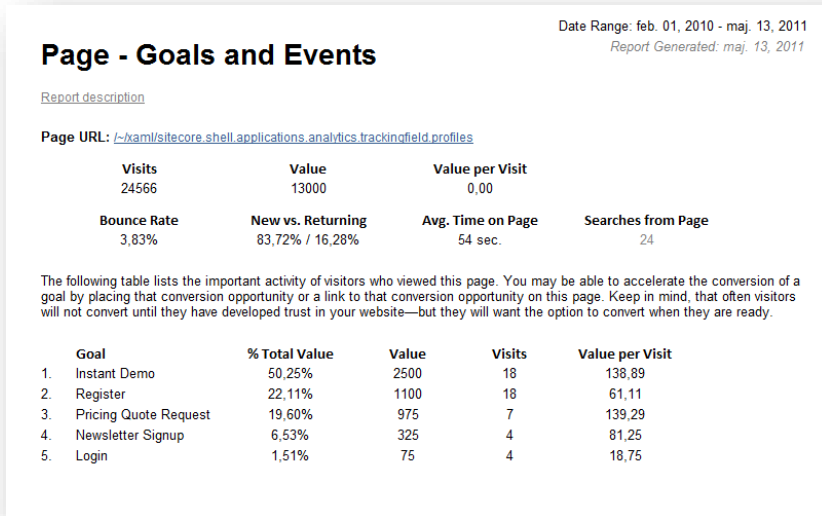 Date Range: feb. 01, 2010 - maj. 13, 2011
Page - Goals and Events
Report Generated: maj. 13, 2011
Report description
Page URL: /~/xaml/sitecore.shell.applications.analytics.trackingfield.profiles
Visits Value Value per Visit
24566 13000 0,00
Bounce Rate New vs. Returning Avg. Time on Page Searches from Page
3,83% 83,72% / 16,28% 54 sec. 24
The following table lists the important activity of visitors who viewed this page. You may be able to accelerate the conversion of a
goal by placing that conversion opportunity or a link to that conversion opportunity on this page. Keep in mind, that often visitors
will not convert until they have developed trust in your website—but they will want the option to convert when they are ready.
Goal % Total Value Value Visits Value per Visit
1. Instant Demo 50,25% 2500 18 138,89
2. Register 22,11% 1100 18 61,11
3. Pricing Quote Request 19,60% 975 7 139,29
4. Newsletter Signup 6,53% 325 4 81,25
5. Login 1,51% 75 4 18,75